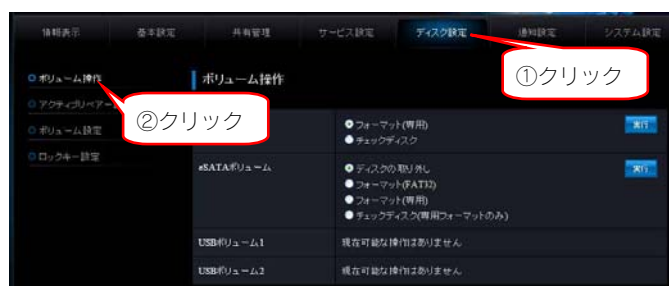 情報表示 基本設定 共有管理 サービス設定 ディスク設定 通知設定 システム設定
①クリック
ボリューム操作
ボリューム操作
アクティブリペア
②クリック
フォーマット(専用) 実行
チェックディスク
ボリューム設定
ロックキー設定
eSATAボリューム ディスクの取り外し 実行
フォーマット(FAT32)
フォーマット(専用)
チェックディスク(専用フォーマットのみ)
USBボリューム1 現在可能な操作はありません
USBボリューム2 現在可能な操作はありません